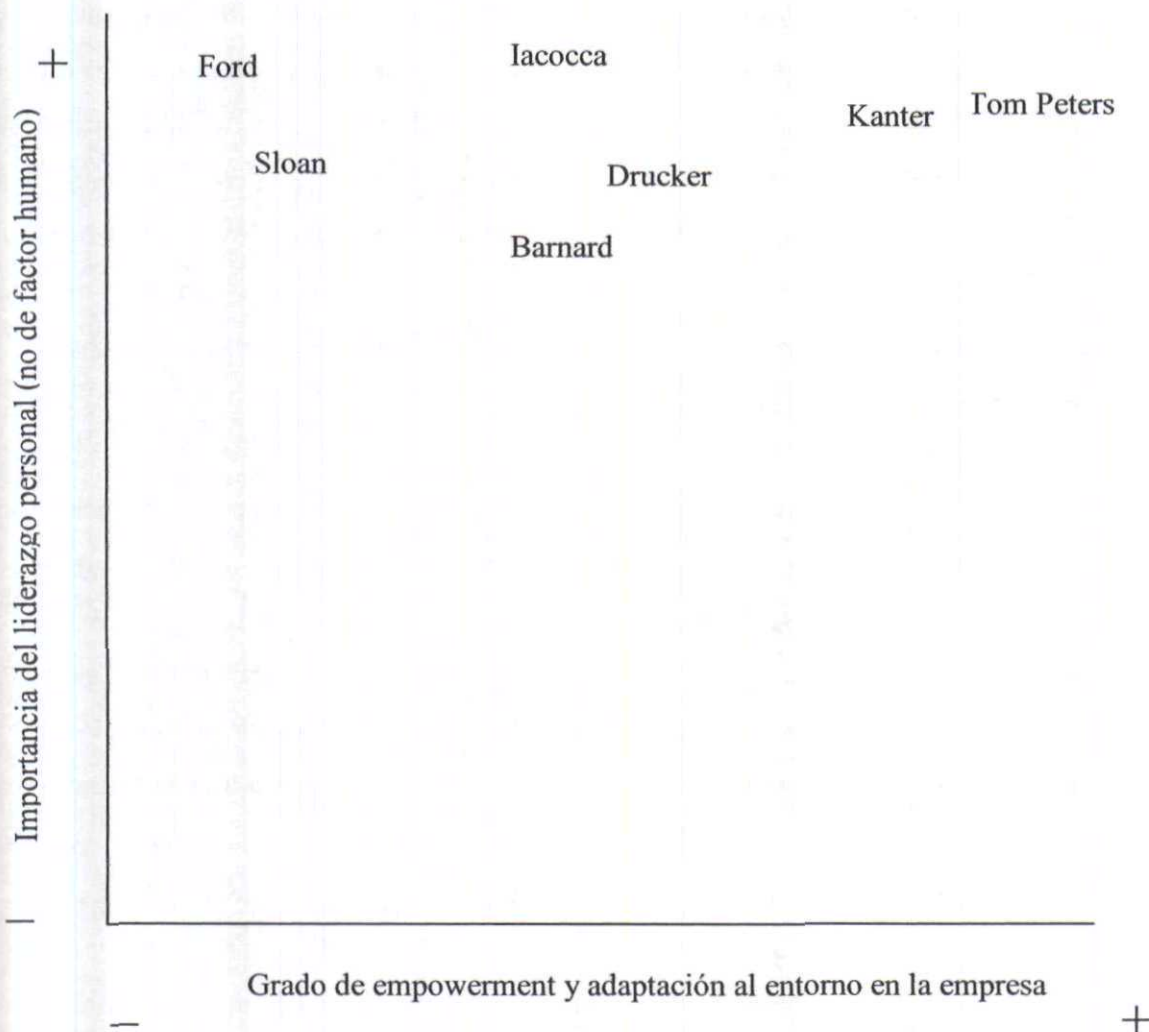 +
Ford
Iacocca
Kanter
Tom Peters
Sloan
Drucker
Barnard
Importancia del liderazgo personal (no de factor humano)
—
Grado de empowerment y adaptación al entorno en la empresa
—
+